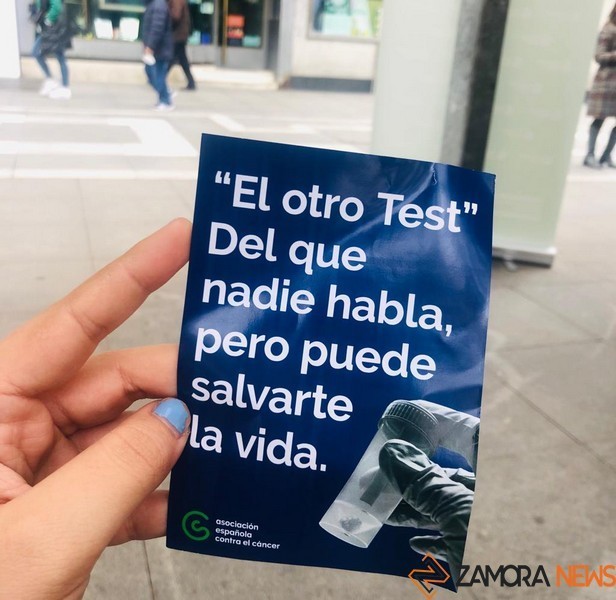 “El otro Test”
Del que
nadie habla,
pero puede
salvarte
la vida.
asociación
española
contra el cáncer
ZAMORA NEWS